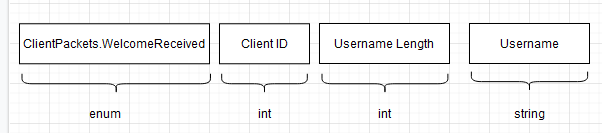 ClientPackets.WelcomeReceived
Client ID
Username Length
Username
enum
int
int
string